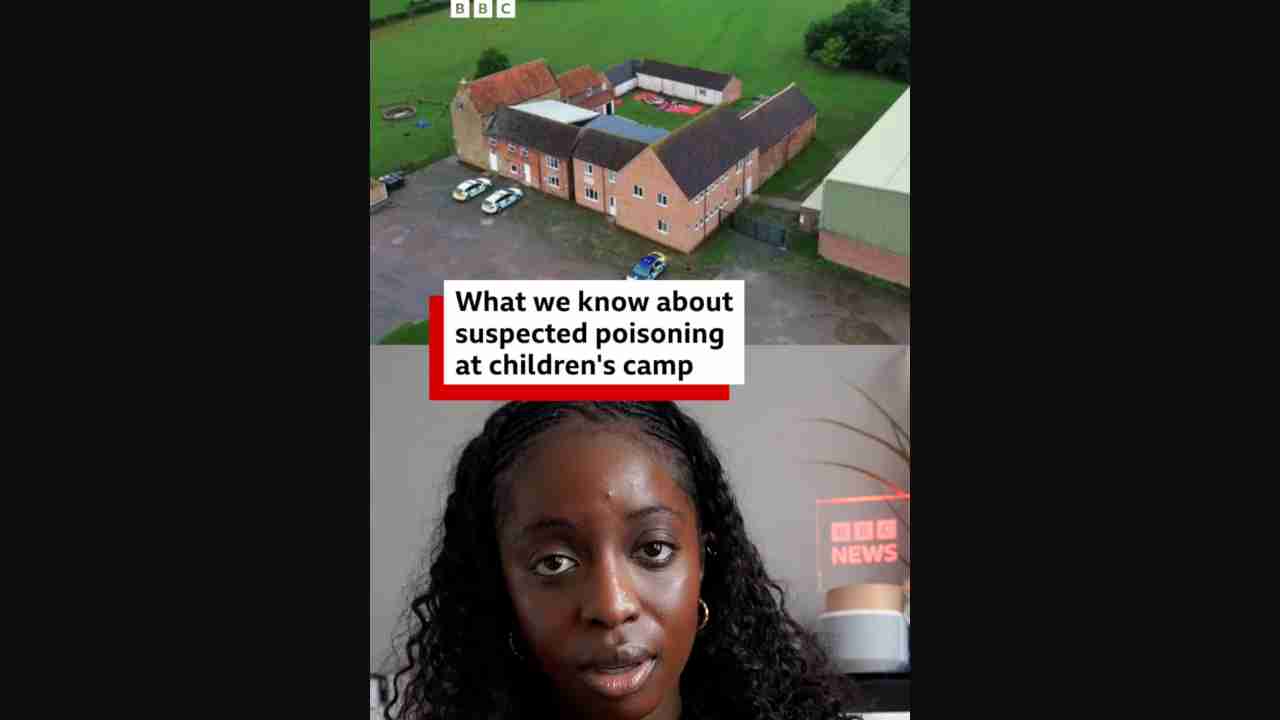 BBC
What we know about
suspected poisoning
at children's camp
BBC
NEWS